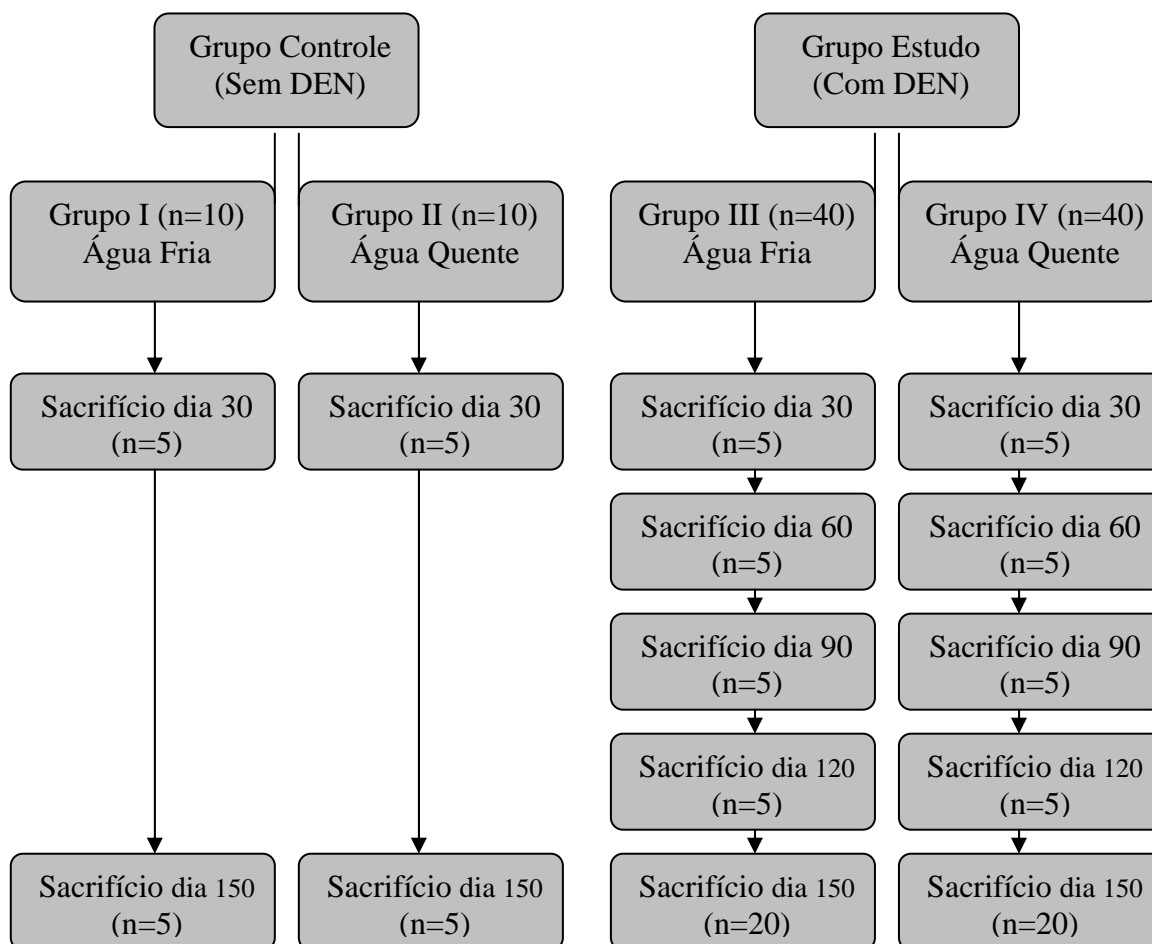 Grupo Controle
(Sem DEN)
Grupo Estudo
(Com DEN)
Grupo I (n=10)
Água Fria
Grupo II (n=10)
Água Quente
Grupo III (n=40)
Água Fria
Grupo IV (n=40)
Água Quente
Sacrifício dia 30
(n=5)
Sacrifício dia 30
(n=5)
Sacrifício dia 30
(n=5)
Sacrifício dia 30
(n=5)
Sacrifício dia 60
(n=5)
Sacrifício dia 60
(n=5)
Sacrifício dia 90
(n=5)
Sacrifício dia 90
(n=5)
Sacrifício dia 120
(n=5)
Sacrifício dia 120
(n=5)
Sacrifício dia 150
(n=5)
Sacrifício dia 150
(n=5)
Sacrifício dia 150
(n=20)
Sacrifício dia 150
(n=20)